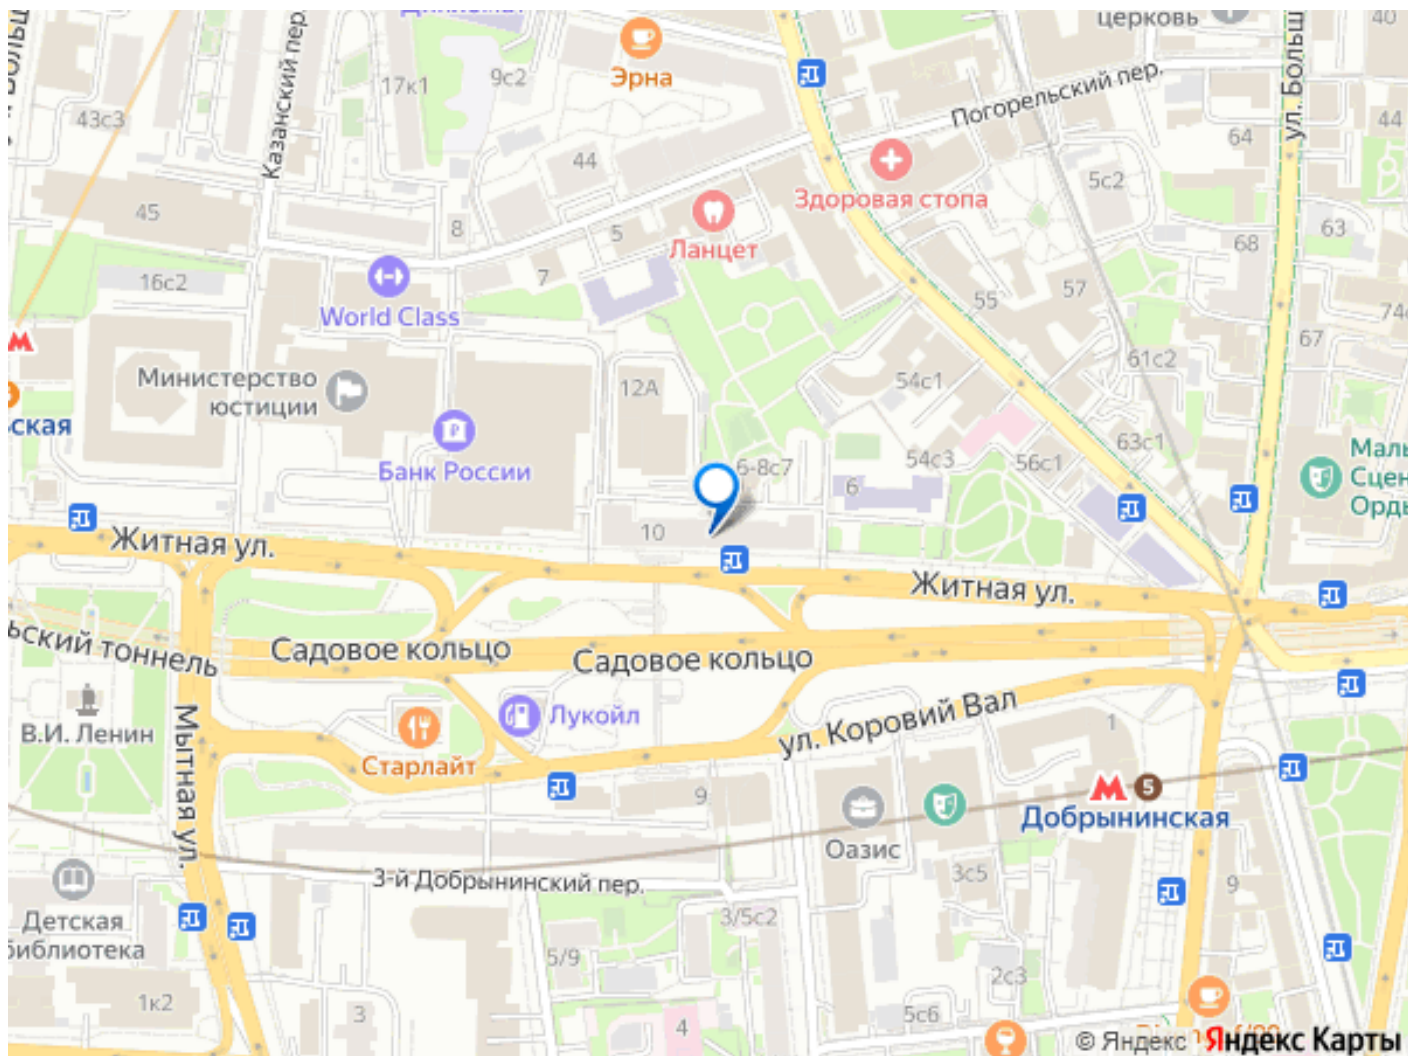 церковь
40
Эрна
17к1
9с2
43с3
Казанский пер.
Погорельский пер.
ул. Больш
44
64
44
5с2
Здоровая стопа
45
8
5
Ланцет
63
68
7
16с2
World Class
55
57
67
61с2
Министерство
юстиции
12А
54с1
ская
Банк России
6-8с7
54с3
56с1
63с1
6
Житная ул.
10
Житная ул.
ьский тоннель
Садовое кольцо
Садовое кольцо
В.И. Ленин
Мытная ул.
Лукойл
ул. Коровий Вал
1
Старлайт
9
М
5
Добрынинская
Оазис
3-й Добрынинский пер.
3с5
9
Детская
библиотека
3/5с2
5/9
2с3
1к2
3
4
5с6
© Яндекс Яндекс Карты